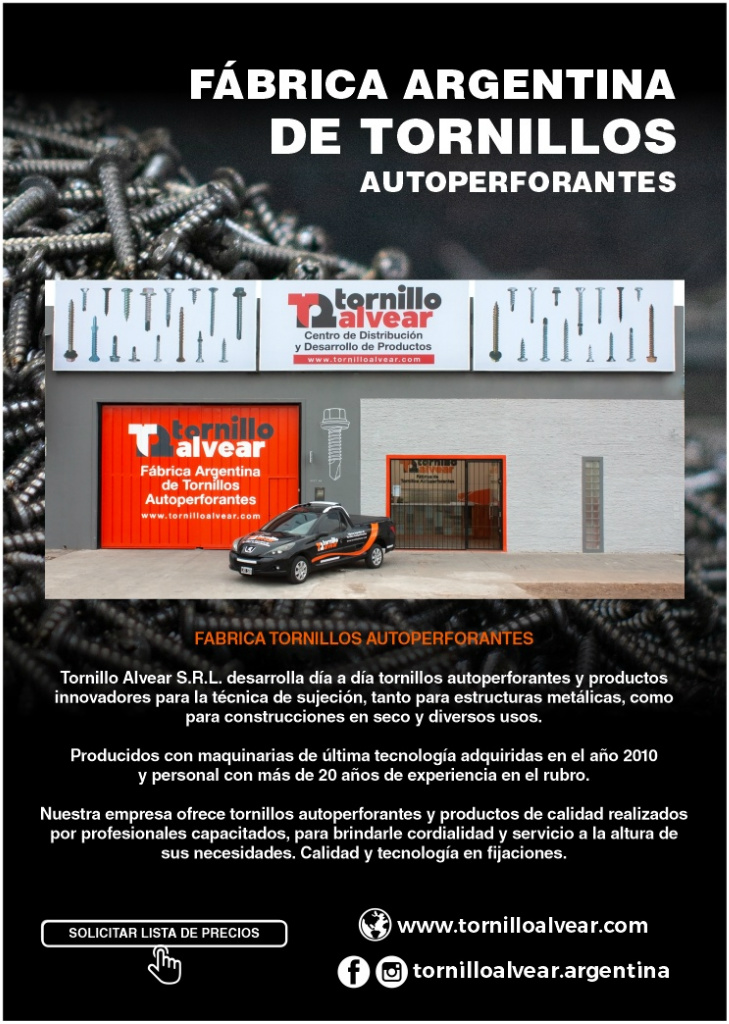 FÁBRICA ARGENTINA
DE TORNILLOS
AUTOPERFORANTES
tornillo
alvear
Centro de Distribución
y Desarrollo de Productos
www.tornilloalvear.com
tornillo
alvear
Fábrica Argentina
de Tornillos
Autoperforantes
www.tornilloalvear.com
tornillo
alvear
FABRICA TORNILLOS AUTOPERFORANTES
Tornillo Alvear S.R.L. desarrolla día a día tornillos autoperforantes y productos
innovadores para la técnica de sujeción, tanto para estructuras metálicas, como
para construcciones en seco y diversos usos.
Producidos con maquinarias de última tecnología adquiridas en el año 2010
y personal con más de 20 años de experiencia en el rubro.
Nuestra empresa ofrece tornillos autoperforantes y productos de calidad realizados
por profesionales capacitados, para brindarle cordialidad y servicio a la altura de
sus necesidades. Calidad y tecnología en fijaciones.
SOLICITAR LISTA DE PRECIOS
www.tornilloalvear.com
tornilloalvear.argentina